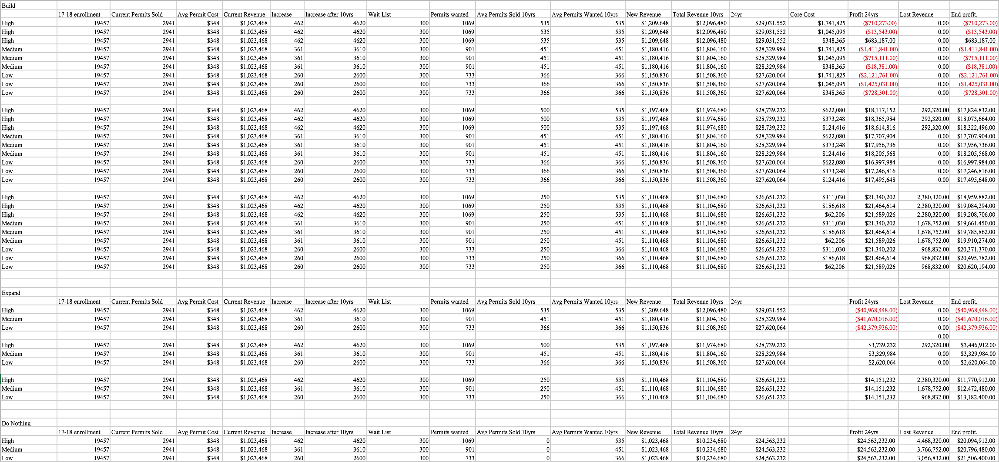 Build
17-18 enrollment Current Permits Sold Avg Permit Cost Current Revenue Increase Increase after 10yrs Wait List Permits wanted Avg Permits Sold 10yrs Avg Permits Wanted 10yrs New Revenue Total Revenue 10yrs 24yr Core Cost Profit 24yrs Lost Revenue End profit.
High 19457 2941 $348 $1,023,468 462 4620 300 1069 535 535 $1,209,648 $12,096,480 $29,031,552 $1,741,825 ($710,273.00) 0.00 ($710,273.00)
High 19457 2941 $348 $1,023,468 462 4620 300 1069 535 535 $1,209,648 $12,096,480 $29,031,552 $1,045,095 ($13,543.00) 0.00 ($13,543.00)
High 19457 2941 $348 $1,023,468 462 4620 300 1069 535 535 $1,209,648 $12,096,480 $29,031,552 $348,365 $683,187.00 0.00 $683,187.00
Medium 19457 2941 $348 $1,023,468 361 3610 300 901 451 451 $1,180,416 $11,804,160 $28,329,984 $1,741,825 ($1,411,841.00) 0.00 ($1,411,841.00)
Medium 19457 2941 $348 $1,023,468 361 3610 300 901 451 451 $1,180,416 $11,804,160 $28,329,984 $1,045,095 ($715,111.00) 0.00 ($715,111.00)
Medium 19457 2941 $348 $1,023,468 361 3610 300 901 451 451 $1,180,416 $11,804,160 $28,329,984 $348,365 ($18,381.00) 0.00 ($18,381.00)
Low 19457 2941 $348 $1,023,468 260 2600 300 733 366 366 $1,150,836 $11,508,360 $27,620,064 $1,741,825 ($2,121,761.00) 0.00 ($2,121,761.00)
Low 19457 2941 $348 $1,023,468 260 2600 300 733 366 366 $1,150,836 $11,508,360 $27,620,064 $1,045,095 ($1,425,031.00) 0.00 ($1,425,031.00)
Low 19457 2941 $348 $1,023,468 260 2600 300 733 366 366 $1,150,836 $11,508,360 $27,620,064 $348,365 ($728,301.00) 0.00 ($728,301.00)
High 19457 2941 $348 $1,023,468 462 4620 300 1069 500 535 $1,197,468 $11,974,680 $28,739,232 $622,080 $18,117,152 292,320.00 $17,824,832.00
High 19457 2941 $348 $1,023,468 462 4620 300 1069 500 535 $1,197,468 $11,974,680 $28,739,232 $373,248 $18,365,984 292,320.00 $18,073,664.00
High 19457 2941 $348 $1,023,468 462 4620 300 1069 500 535 $1,197,468 $11,974,680 $28,739,232 $124,416 $18,614,816 292,320.00 $18,322,496.00
Medium 19457 2941 $348 $1,023,468 361 3610 300 901 451 451 $1,180,416 $11,804,160 $28,329,984 $622,080 $17,707,904 0.00 $17,707,904.00
Medium 19457 2941 $348 $1,023,468 361 3610 300 901 451 451 $1,180,416 $11,804,160 $28,329,984 $373,248 $17,956,736 0.00 $17,956,736.00
Medium 19457 2941 $348 $1,023,468 361 3610 300 901 451 451 $1,180,416 $11,804,160 $28,329,984 $124,416 $18,205,568 0.00 $18,205,568.00
Low 19457 2941 $348 $1,023,468 260 2600 300 733 366 366 $1,150,836 $11,508,360 $27,620,064 $622,080 $16,997,984 0.00 $16,997,984.00
Low 19457 2941 $348 $1,023,468 260 2600 300 733 366 366 $1,150,836 $11,508,360 $27,620,064 $373,248 $17,246,816 0.00 $17,246,816.00
Low 19457 2941 $348 $1,023,468 260 2600 300 733 366 366 $1,150,836 $11,508,360 $27,620,064 $124,416 $17,495,648 0.00 $17,495,648.00
High 19457 2941 $348 $1,023,468 462 4620 300 1069 250 535 $1,110,468 $11,104,680 $26,651,232 $311,030 $21,340,202 2,380,320.00 $18,959,882.00
High 19457 2941 $348 $1,023,468 462 4620 300 1069 250 535 $1,110,468 $11,104,680 $26,651,232 $186,618 $21,464,614 2,380,320.00 $19,084,294.00
High 19457 2941 $348 $1,023,468 462 4620 300 1069 250 535 $1,110,468 $11,104,680 $26,651,232 $62,206 $21,589,026 2,380,320.00 $19,208,706.00
Medium 19457 2941 $348 $1,023,468 361 3610 300 901 250 451 $1,110,468 $11,104,680 $26,651,232 $311,030 $21,340,202 1,678,752.00 $19,661,450.00
Medium 19457 2941 $348 $1,023,468 361 3610 300 901 250 451 $1,110,468 $11,104,680 $26,651,232 $186,618 $21,464,614 1,678,752.00 $19,785,862.00
Medium 19457 2941 $348 $1,023,468 361 3610 300 901 250 451 $1,110,468 $11,104,680 $26,651,232 $62,206 $21,589,026 1,678,752.00 $19,910,274.00
Low 19457 2941 $348 $1,023,468 260 2600 300 733 250 366 $1,110,468 $11,104,680 $26,651,232 $311,030 $21,340,202 968,832.00 $20,371,370.00
Low 19457 2941 $348 $1,023,468 260 2600 300 733 250 366 $1,110,468 $11,104,680 $26,651,232 $186,618 $21,464,614 968,832.00 $20,495,782.00
Low 19457 2941 $348 $1,023,468 260 2600 300 733 250 366 $1,110,468 $11,104,680 $26,651,232 $62,206 $21,589,026 968,832.00 $20,620,194.00
Expand
17-18 enrollment Current Permits Sold Avg Permit Cost Current Revenue Increase Increase after 10yrs Wait List Permits wanted Avg Permits Sold 10yrs Avg Permits Wanted 10yrs New Revenue Total Revenue 10yrs 24yr Profit 24yrs Lost Revenue End profit.
High 19457 2941 $348 $1,023,468 462 4620 300 1069 535 535 $1,209,648 $12,096,480 $29,031,552 ($40,968,448.00) 0.00 ($40,968,448.00)
Medium 19457 2941 $348 $1,023,468 361 3610 300 901 451 451 $1,180,416 $11,804,160 $28,329,984 ($41,670,016.00) 0.00 ($41,670,016.00)
Low 19457 2941 $348 $1,023,468 260 2600 300 733 366 366 $1,150,836 $11,508,360 $27,620,064 ($42,379,936.00) 0.00 ($42,379,936.00)
0.00
High 19457 2941 $348 $1,023,468 462 4620 300 1069 500 535 $1,197,468 $11,974,680 $28,739,232 $3,739,232 292,320.00 $3,446,912.00
Medium 19457 2941 $348 $1,023,468 361 3610 300 901 451 451 $1,180,416 $11,804,160 $28,329,984 $3,329,984 0.00 $3,329,984.00
Low 19457 2941 $348 $1,023,468 260 2600 300 733 366 366 $1,150,836 $11,508,360 $27,620,064 $2,620,064 0.00 $2,620,064.00
High 19457 2941 $348 $1,023,468 462 4620 300 1069 250 535 $1,110,468 $11,104,680 $26,651,232 $14,151,232 2,380,320.00 $11,770,912.00
Medium 19457 2941 $348 $1,023,468 361 3610 300 901 250 451 $1,110,468 $11,104,680 $26,651,232 $14,151,232 1,678,752.00 $12,472,480.00
Low 19457 2941 $348 $1,023,468 260 2600 300 733 250 366 $1,110,468 $11,104,680 $26,651,232 $14,151,232 968,832.00 $13,182,400.00
Do Nothing
17-18 enrollment Current Permits Sold Avg Permit Cost Current Revenue Increase Increase after 10yrs Wait List Permits wanted Avg Permits Sold 10yrs Avg Permits Wanted 10yrs New Revenue Total Revenue 10yrs 24yr Profit 24yrs Lost Revenue End profit.
High 19457 2941 $348 $1,023,468 462 4620 300 1069 0 535 $1,023,468 $10,234,680 $24,563,232 $24,563,232.00 4,468,320.00 $20,094,912.00
Medium 19457 2941 $348 $1,023,468 361 3610 300 901 0 451 $1,023,468 $10,234,680 $24,563,232 $24,563,232.00 3,766,752.00 $20,796,480.00
Low 19457 2941 $348 $1,023,468 260 2600 300 733 0 366 $1,023,468 $10,234,680 $24,563,232 $24,563,232.00 3,056,832.00 $21,506,400.00